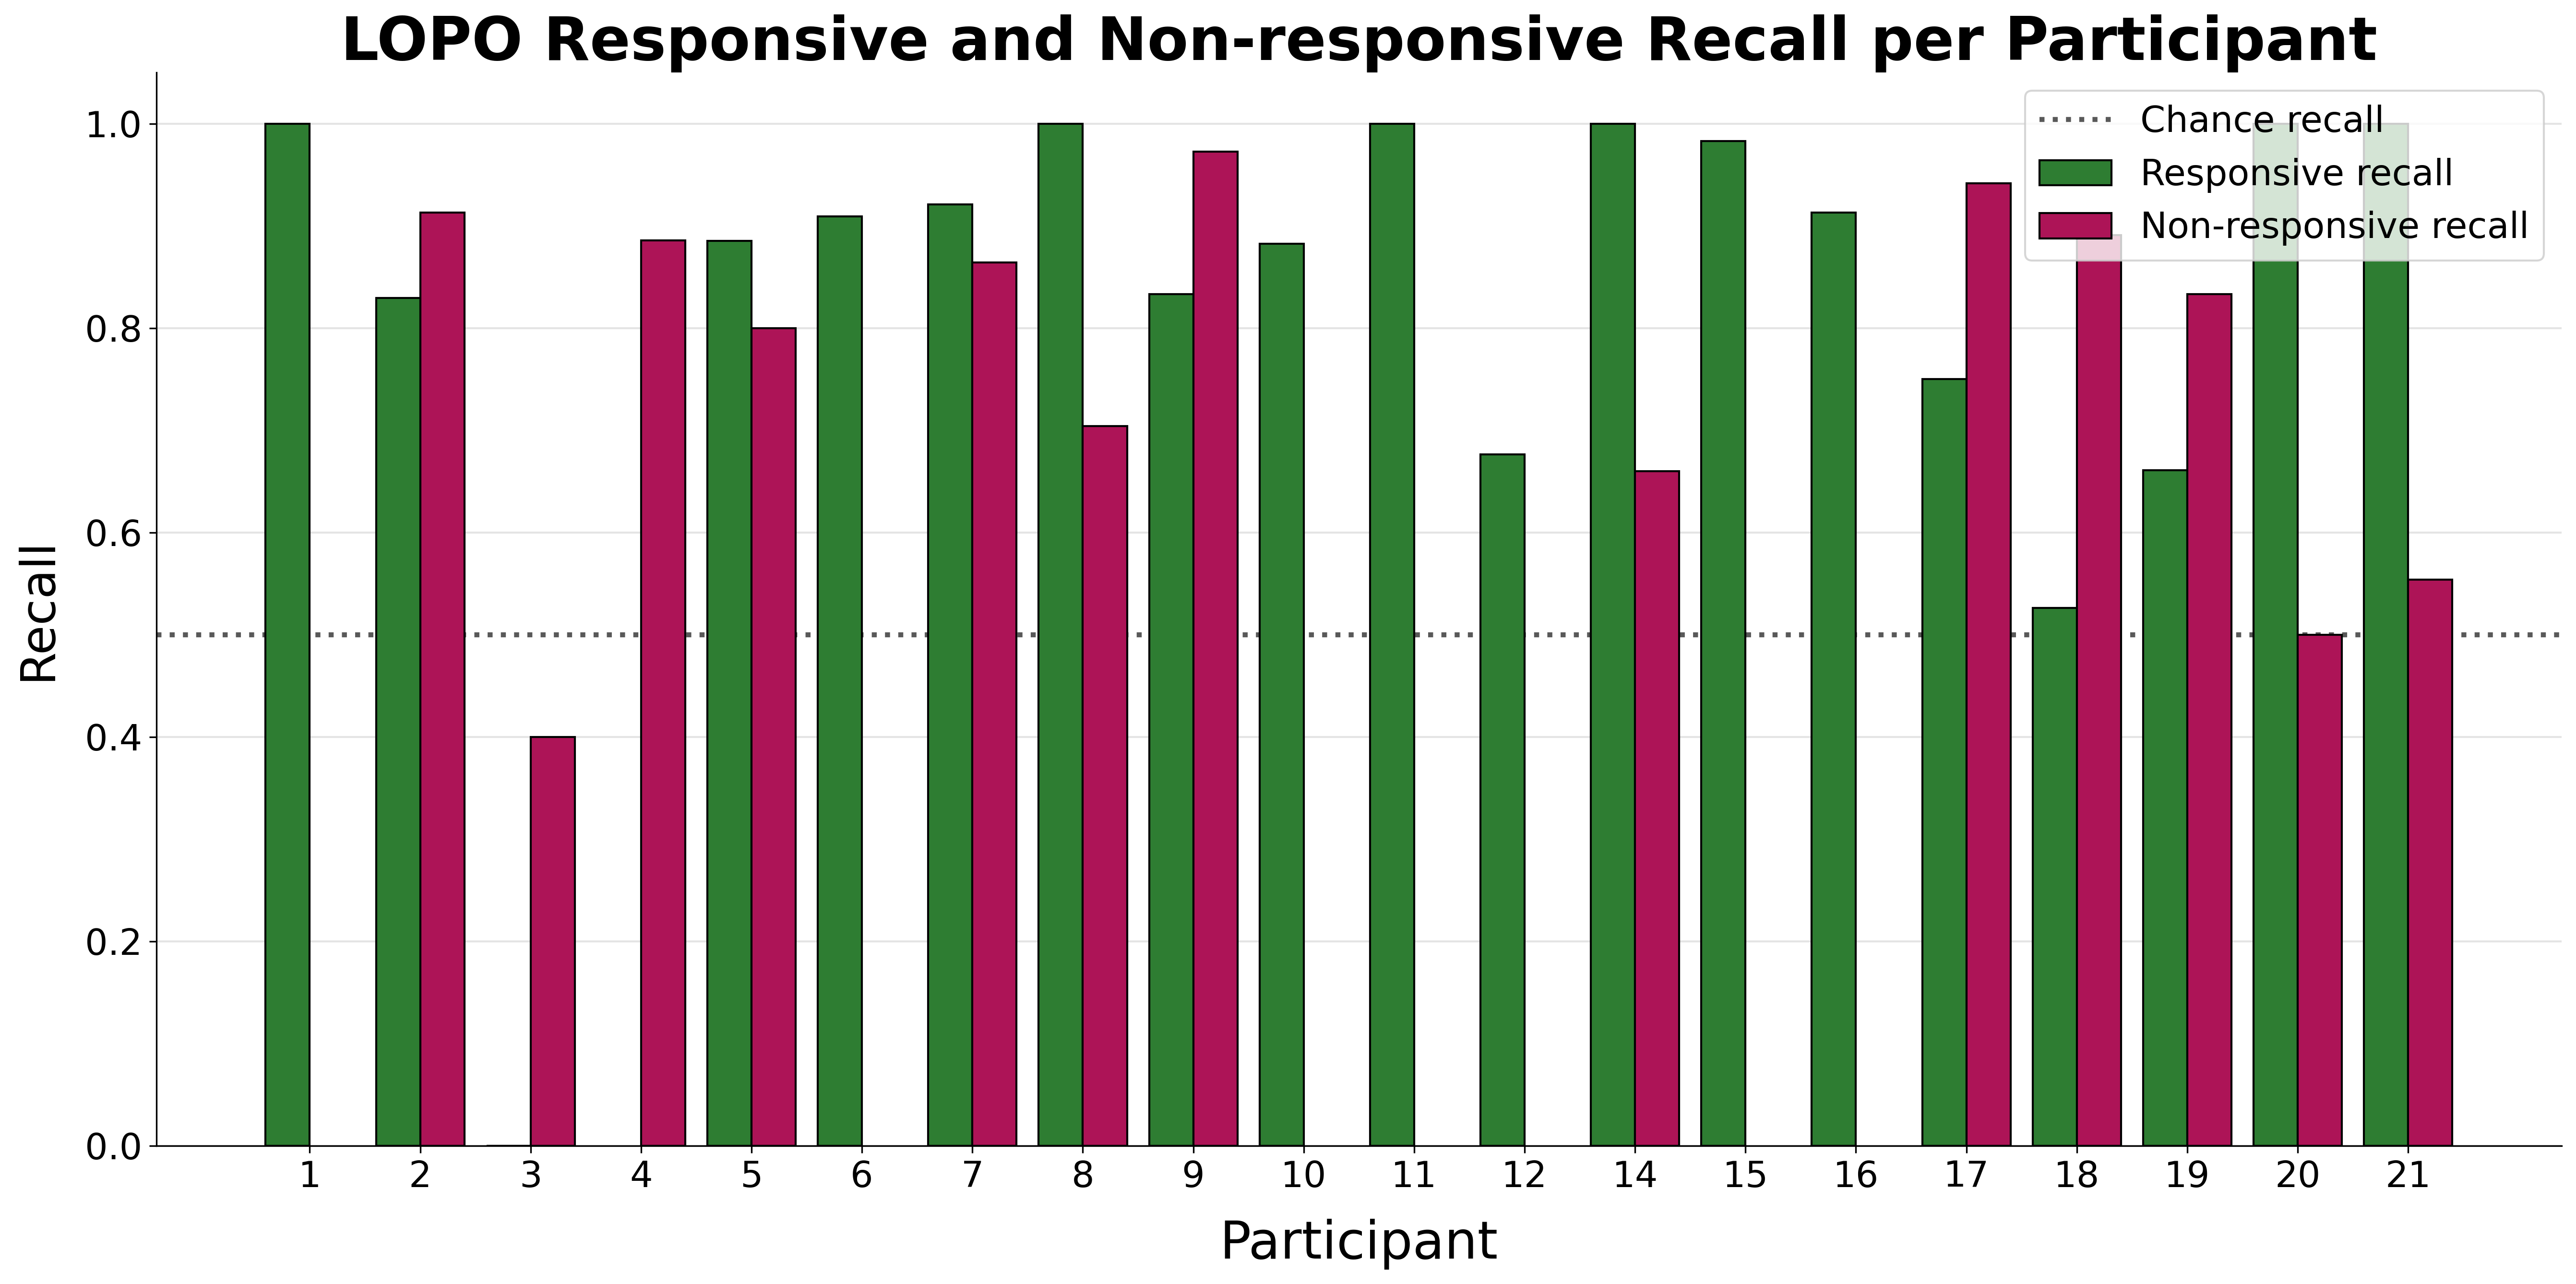 LOPO Responsive and Non-responsive Recall per Participant
Chance recall
Responsive recall
Non-responsive recall
1.0
0.8
0.6
0.4
0.2
0.0
Recall
1 2 3 4 5 6 7 8 9 10 11 12 14 15 16 17 18 19 20 21
Participant